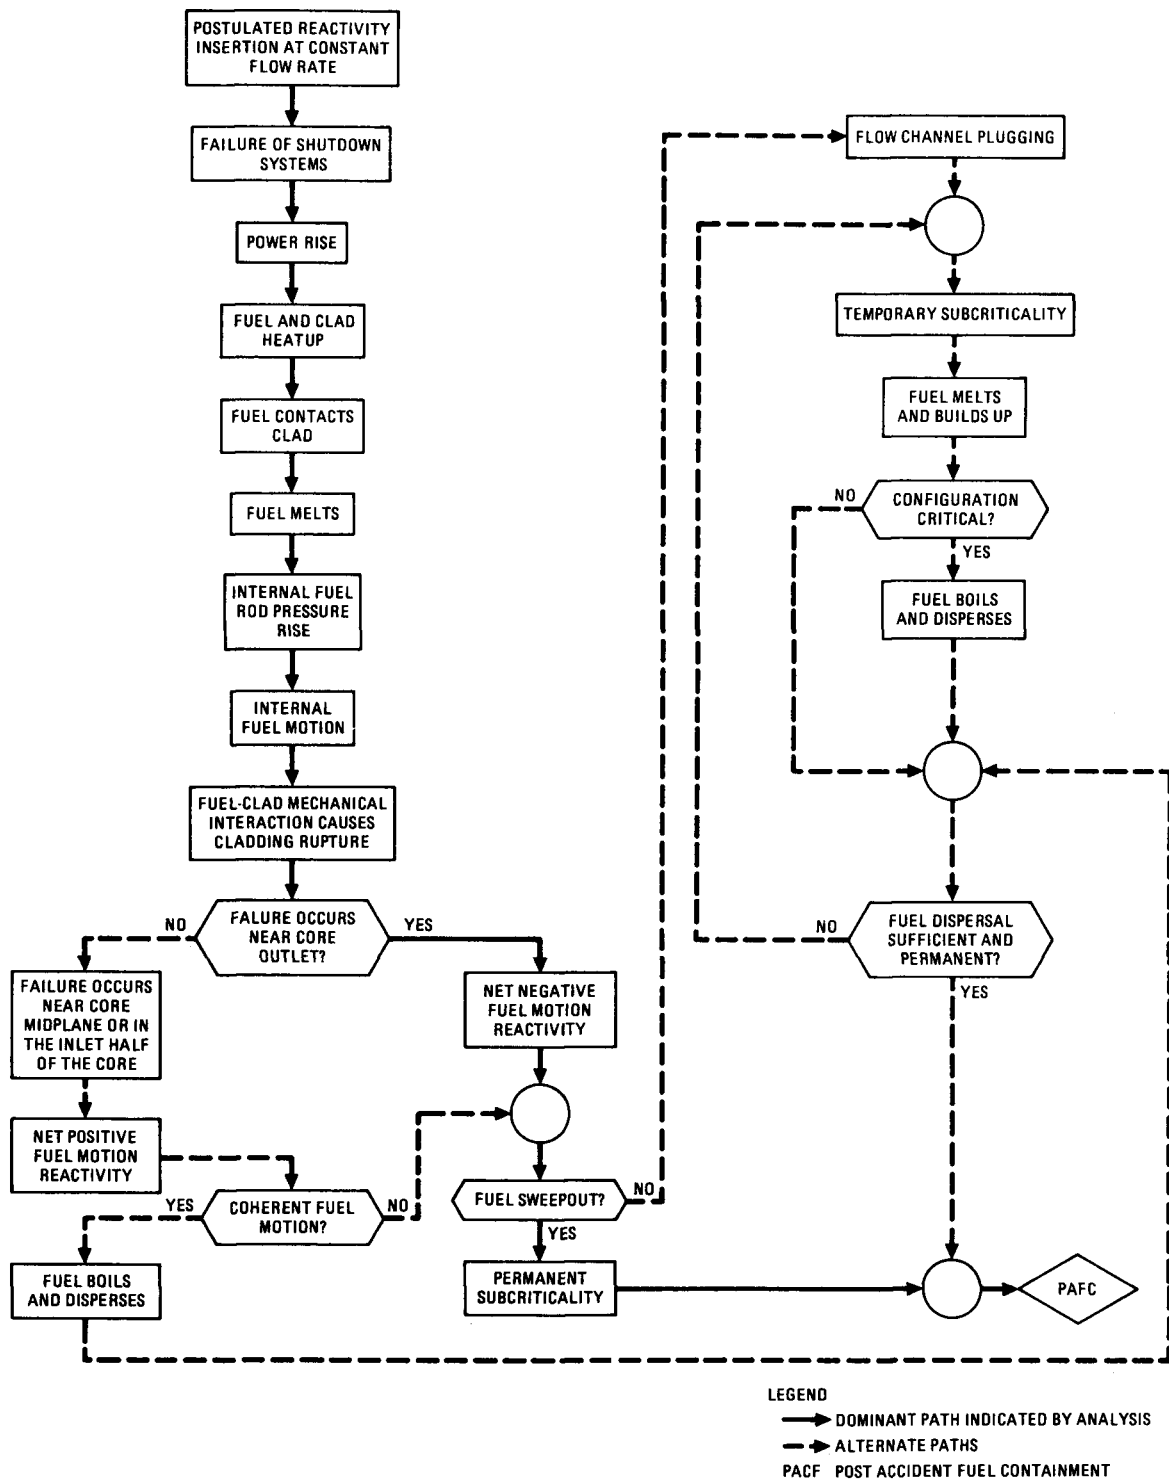 POSTULATED REACTIVITY
INSERTION AT CONSTANT
FLOW RATE
FAILURE OF SHUTDOWN
SYSTEMS
POWER RISE
FUEL AND CLAD
HEATUP
FUEL CONTACTS
CLAD
FUEL MELTS
INTERNAL FUEL
ROD PRESSURE
RISE
INTERNAL
FUEL MOTION
FUEL-CLAD MECHANICAL
INTERACTION CAUSES
CLADDING RUPTURE
FALURE OCCURS
NEAR CORE
OUTLET?
NO
YES
FAILURE OCCURS
NEAR CORE
MIDPLANE OR IN
THE INLET HALF
OF THE CORE
NET POSITIVE
FUEL MOTION
REACTIVITY
COHERENT FUEL
MOTION?
YES
NO
FUEL BOILS
AND DISPERSES
NET NEGATIVE
FUEL MOTION
REACTIVITY
FUEL SWEEPOUT?
NO
YES
PERMANENT
SUBCRITICALITY
FLOW CHANNEL PLUGGING
TEMPORARY SUBCRITICALITY
FUEL MELTS
AND BUILDS UP
CONFIGURATION
CRITICAL?
NO
YES
FUEL BOILS
AND DISPERSES
FUEL DISPERSAL
SUFFICIENT AND
PERMANENT?
NO
YES
PAFC
LEGEND
DOMINANT PATH INDICATED BY ANALYSIS
ALTERNATE PATHS
PACF POST ACCIDENT FUEL CONTAINMENT